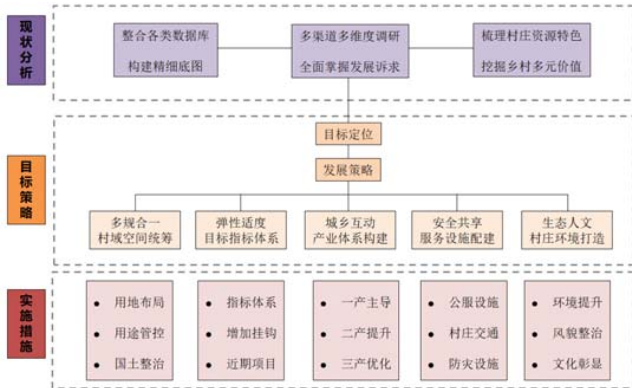 现状分析
整合各类数据库
构建精细底图
多渠道多维度调研
全面掌握发展诉求
梳理村庄资源特色
挖掘乡村多元价值
目标策略
目标定位
发展策略
多规合一
村域空间统筹
弹性适度
目标指标体系
城乡互动
产业体系构建
安全共享
服务设施配建
生态人文
村庄环境打造
实施措施
• 用地布局
• 用途管控
• 国土整治
• 指标体系
• 增加挂钩
• 近期项目
• 一产主导
• 二产提升
• 三产优化
• 公服设施
• 村庄交通
• 防灾设施
• 环境提升
• 风貌整治
• 文化彰显